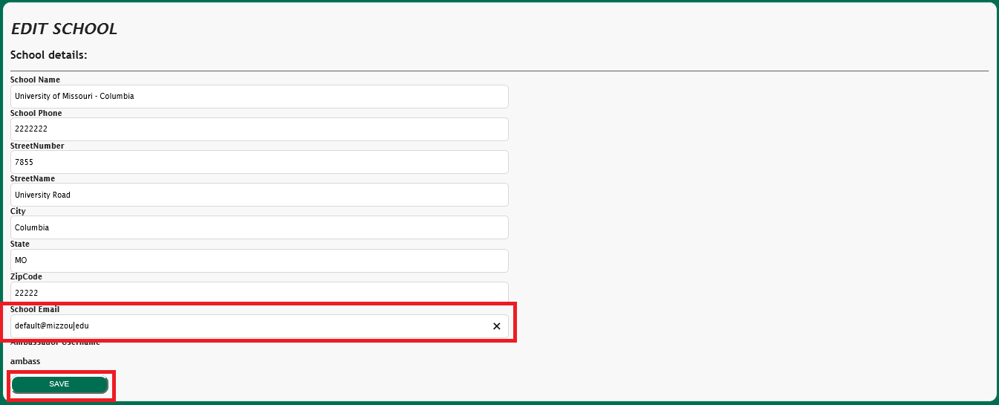 EDIT SCHOOL
School details:
School Name
University of Missouri - Columbia
School Phone
2222222
StreetNumber
7855
StreetName
University Road
City
Columbia
State
MO
ZipCode
22222
School Email
default@mizzou.edu
Ambassador Username
ambass
SAVE